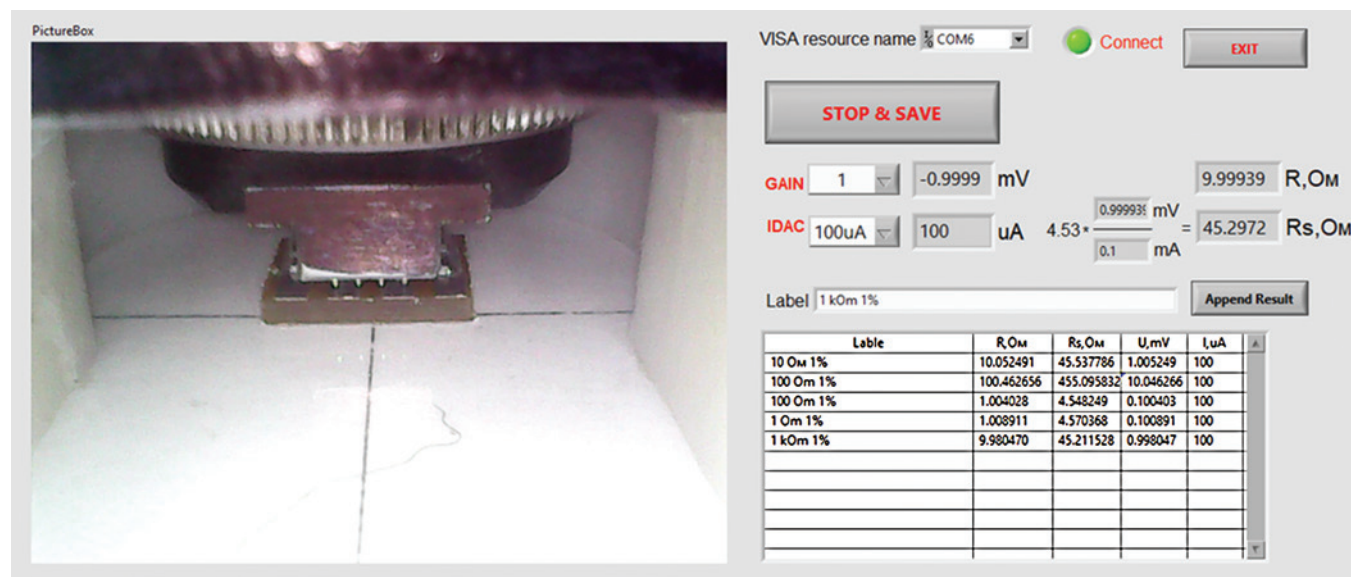 PictureBox
VISA resource name COM6 Connect EXIT
STOP & SAVE
GAIN 1 -0.9999 mV 9.99939 R,Ом
IDAC 100uA 100 uA 4.53* 0.99993 mV = 45.2972 Rs,Ом
0.1 mA
Label 1 kOm 1% Append Result
Lable R,Ом Rs,Ом U,mV I,uA
10 Ом 1% 10.052491 45.537786 1.005249 100
100 Om 1% 100.462656 455.095832 10.046266 100
100 Om 1% 1.004028 4.548249 0.100403 100
1 Om 1% 1.008911 4.570368 0.100891 100
1 kOm 1% 9.980470 45.211528 0.998047 100